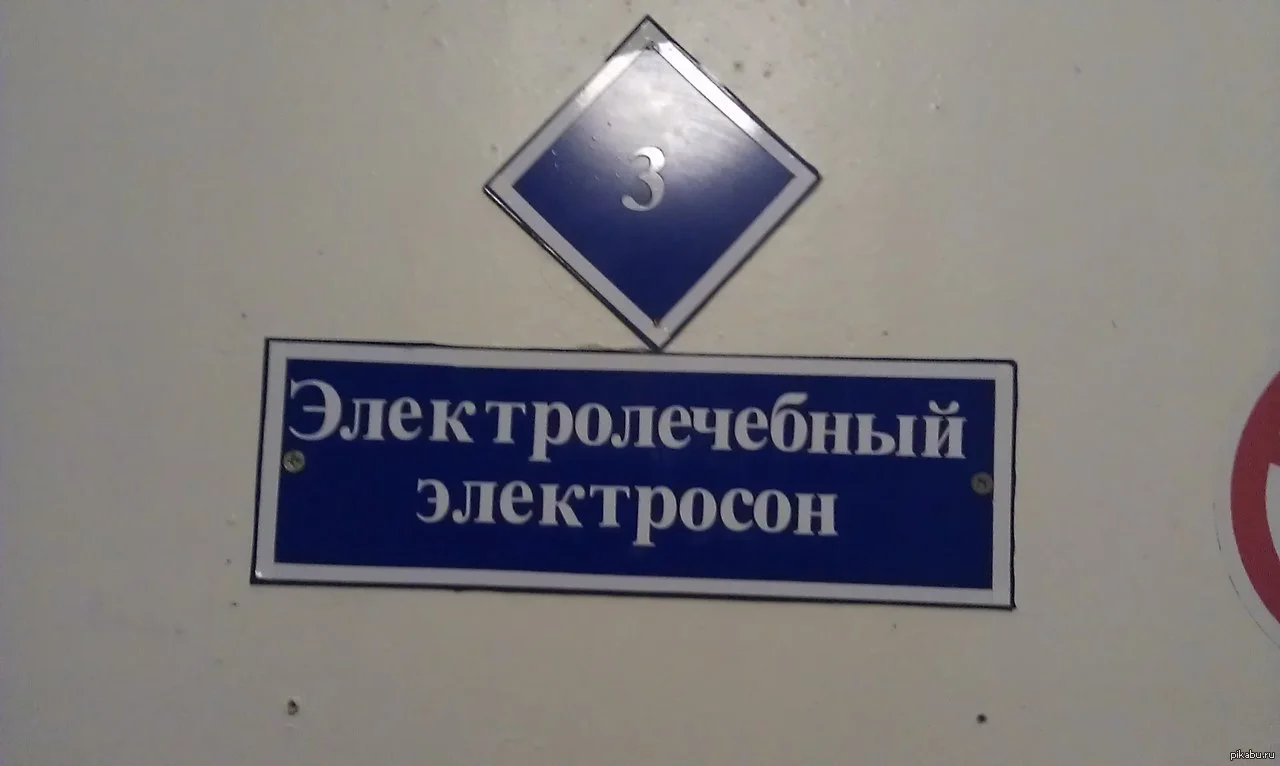 3
Электролечебный
электросон
pikabu.ru